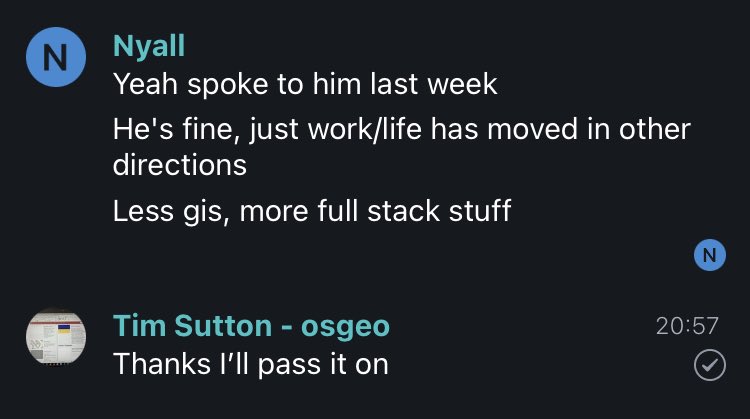 N
Nyall
Yeah spoke to him last week
He's fine, just work/life has moved in other
directions
Less gis, more full stack stuff
N
Tim Sutton - osgeo
20:57
Thanks I’ll pass it on